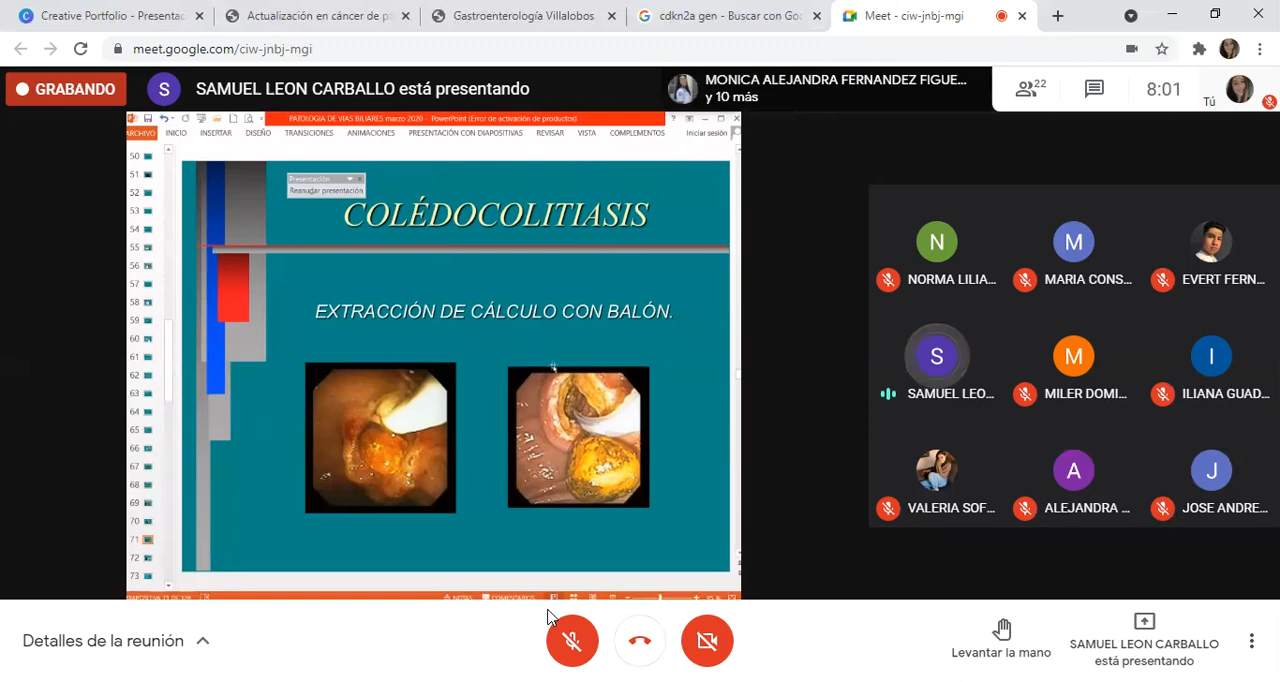 Creative Portfolio - Presentac
Actualización en cáncer de pá
Gastroenterología Villalobos
cdkn2a gen - Buscar con Goo
Meet - ciw-jnbj-mgi
meet.google.com/ciw-jnbj-mgi
GRABANDO
S
SAMUEL LEON CARBALLO está presentando
MONICA ALEJANDRA FERNANDEZ FIGUE...
y 10 más
22
8:01
Tú
PATOLOGIA DE VIAS BILIARES marzo 2020 - PowerPoint (Error de activación de productos)
ARCHIVO INICIO INSERTAR DISEÑO TRANSICIONES ANIMACIONES PRESENTACIÓN CON DIAPOSITIVAS REVISAR VISTA COMPLEMENTOS Iniciar sesión
50
51
52
53
54
55
56
57
58
59
60
61
62
63
64
65
66
67
68
69
70
71
72
73
Presentación
Reanudar presentación
COLÉDOCOLITIASIS
EXTRACCIÓN DE CÁLCULO CON BALÓN.
NOTAS COMENTARIOS
N
NORMA LILIA...
M
MARIA CONS...
EVERT FERN...
S
SAMUEL LEO...
M
MILER DOMI...
I
ILIANA GUAD...
VALERIA SOF...
A
ALEJANDRA ...
J
JOSE ANDRE...
Detalles de la reunión
Levantar la mano
SAMUEL LEON CARBALLO
está presentando